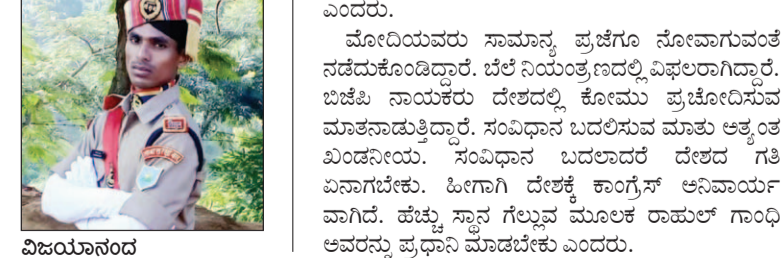 ವಿಜಯಾನಂದ
ಎಂದರು.
ಮೋದಿಯವರು ಸಾಮಾನ್ಯ ಪ್ರಜೆಗೂ ನೋವಾಗುವಂತೆ
ನಡೆದುಕೊಂಡಿದ್ದಾರೆ. ಬೆಲೆ ನಿಯಂತ್ರಣದಲ್ಲಿ ವಿಫಲರಾಗಿದ್ದಾರೆ.
ಬಿಜೆಪಿ ನಾಯಕರು ದೇಶದಲ್ಲಿ ಕೋಮು ಪ್ರಚೋದಿಸುವ
ಮಾತನಾಡುತ್ತಿದ್ದಾರೆ. ಸಂವಿಧಾನ ಬದಲಿಸುವ ಮಾತು ಅತ್ಯಂತ
ಖಂಡನೀಯ. ಸಂವಿಧಾನ ಬದಲಾದರೆ ದೇಶದ ಗತಿ
ಏನಾಗಬೇಕು. ಹೀಗಾಗಿ ದೇಶಕ್ಕೆ ಕಾಂಗ್ರೆಸ್ ಅನಿವಾರ್ಯ
ವಾಗಿದೆ. ಹೆಚ್ಚು ಸ್ಥಾನ ಗೆಲ್ಲುವ ಮೂಲಕ ರಾಹುಲ್ ಗಾಂಧಿ
ಅವರನ್ನು ಪ್ರಧಾನಿ ಮಾಡಬೇಕು ಎಂದರು.